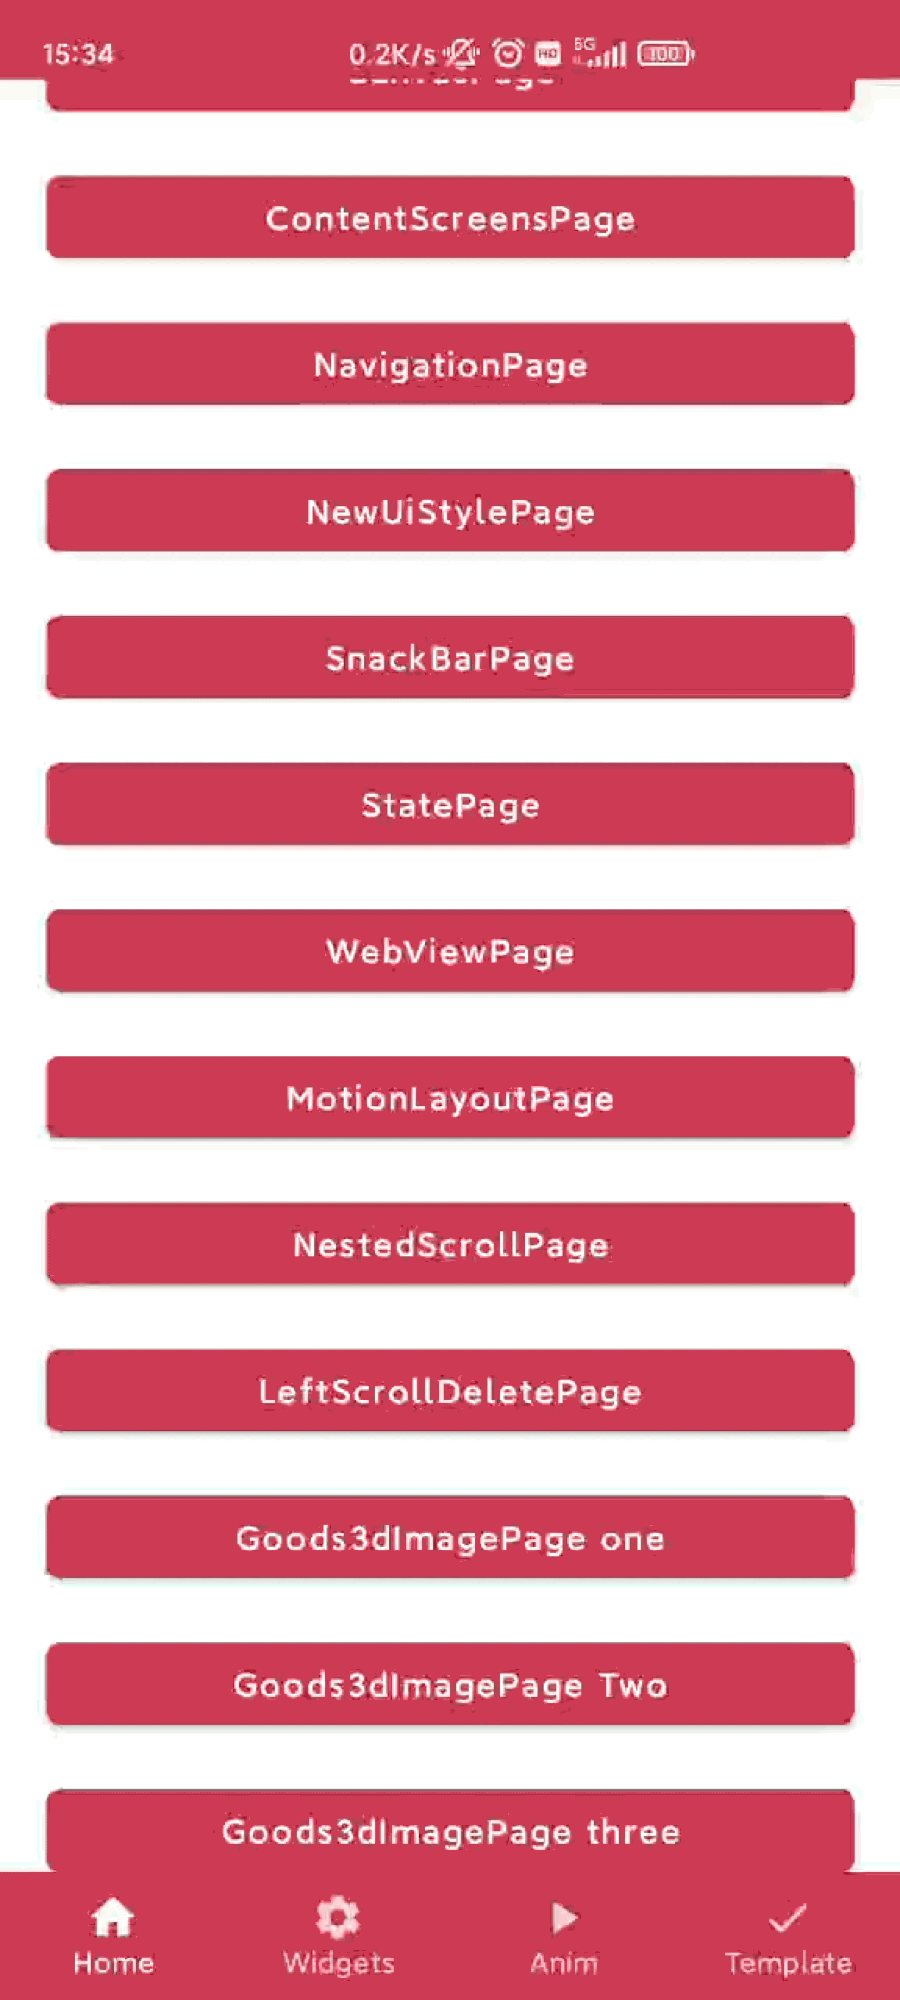 15:34 0.2K/s HD 5G 100
ContentScreensPage
NavigationPage
NewUiStylePage
SnackBarPage
StatePage
WebViewPage
MotionLayoutPage
NestedScrollPage
LeftScrollDeletePage
Goods3dImagePage one
Goods3dImagePage Two
Goods3dImagePage three
Home Widgets Anim Template